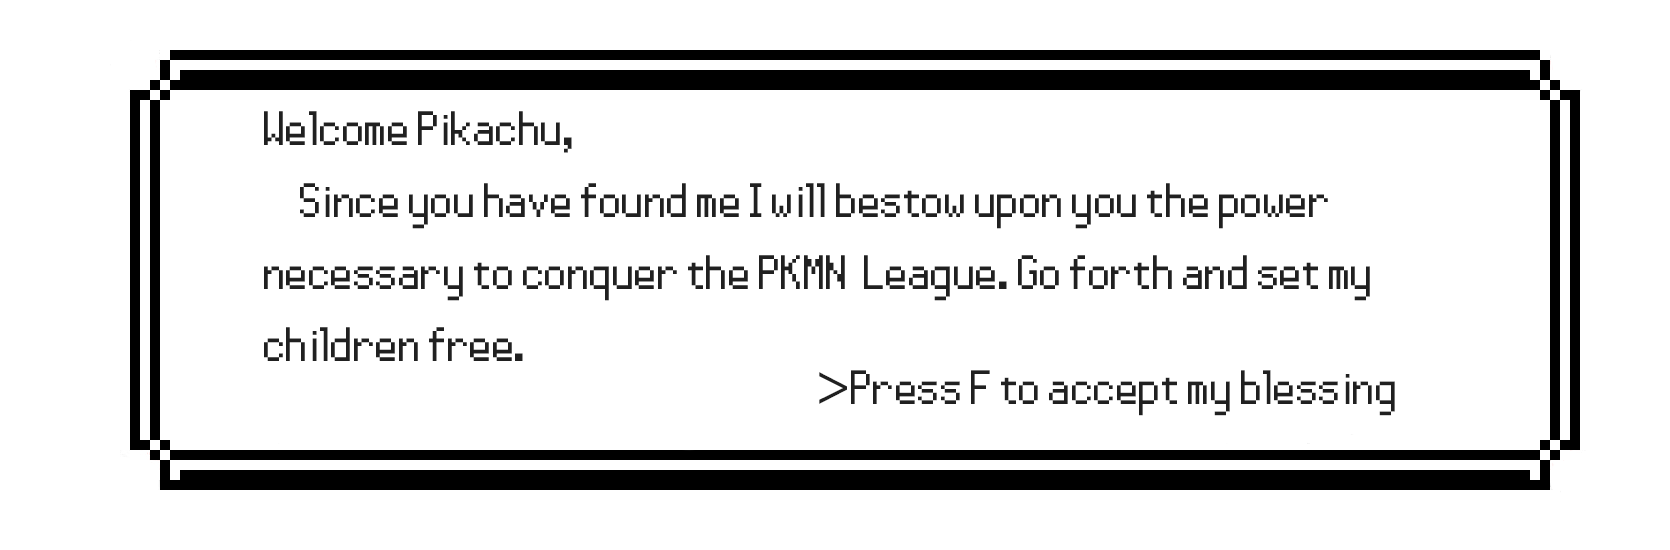 Welcome Pikachu,
Since you have found me I will bestow upon you the power
necessary to conquer the PKMN League. Go forth and set my
children free.
>Press F to accept my blessing